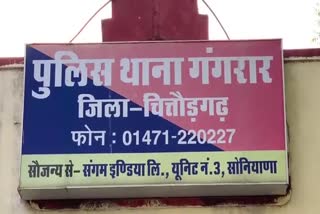 पुलिस थाना गंगरार
जिला-चित्तौड़गढ़
फोन : 01471-220227
सौजन्य से- संगम इण्डिया लि., यूनिट नं.3, सोनियाणा